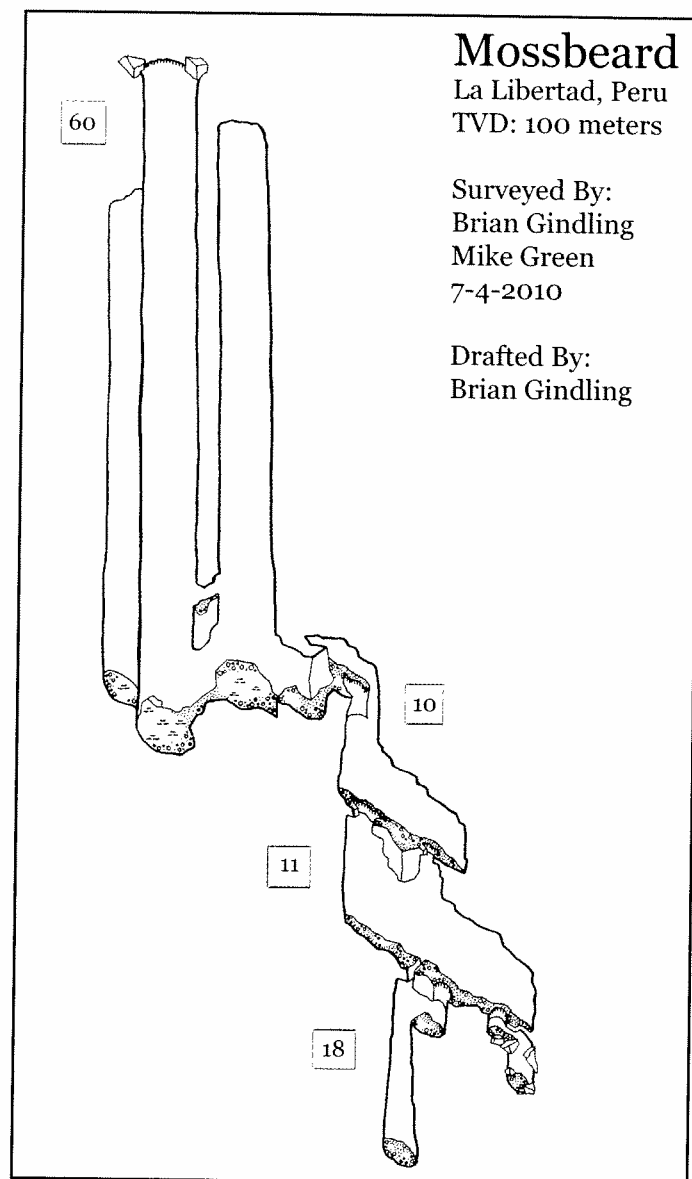 Mossbeard
La Libertad, Peru
TVD: 100 meters
Surveyed By:
Brian Gindling
Mike Green
7-4-2010
Drafted By:
Brian Gindling
60
10
11
18